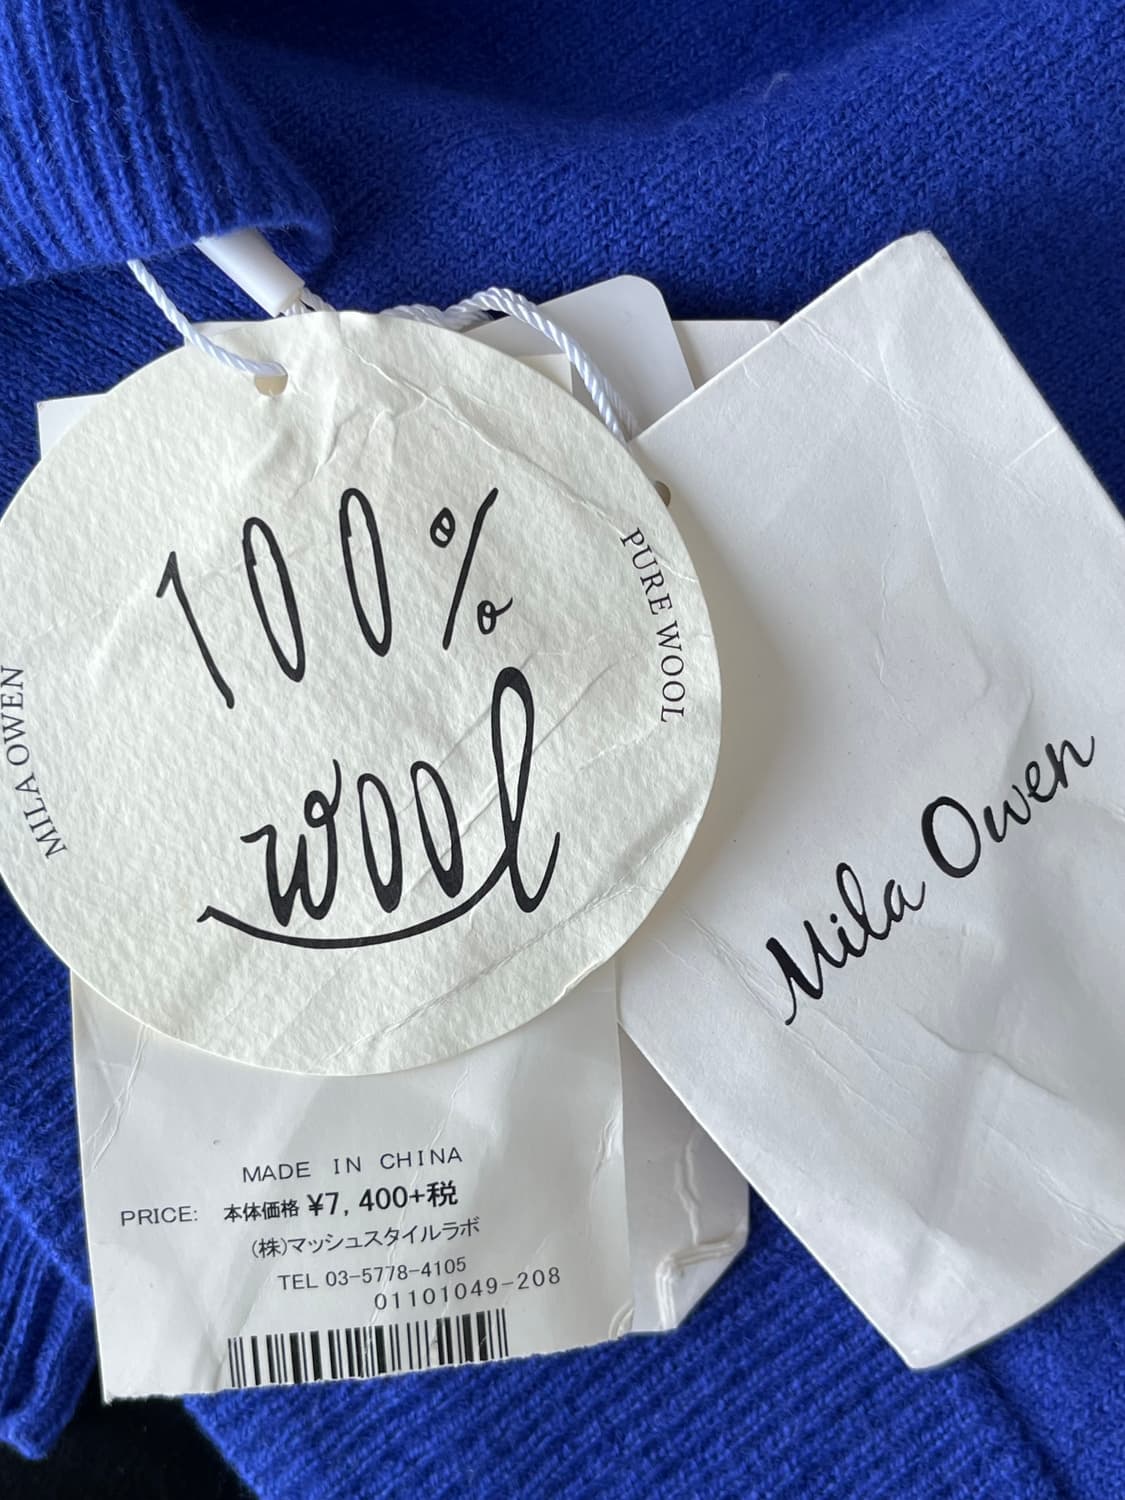 100%
wool
MILA OWEN
PURE WOOL
Mila Owen
MADE IN CHINA
PRICE: 本体価格 ¥7,400+税
(株)マッシュスタイルラボ
TEL 03-5778-4105
01101049-208